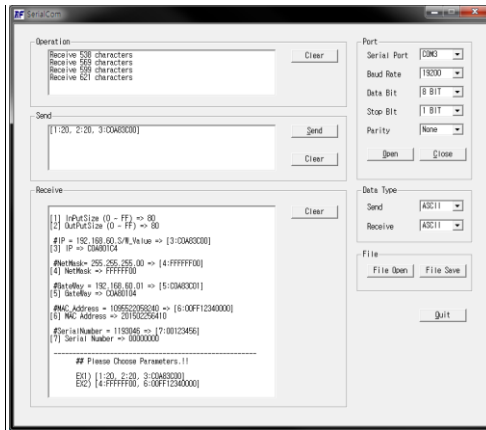 SerialCom
Operation
Receive 538 characters
Receive 569 characters
Receive 599 characters
Receive 621 characters
Clear
Send
[1:20, 2:20, 3:C0A83C00]
Send
Clear
Receive
[1] InPutSize (0 - FF) => 80
[2] OutPutSize (0 - FF) => 80
#IP = 192.168.60.S/W_Value => [3:C0A83C00]
[3] IP => C0A801C4
#NetMask= 255.255.255.00 => [4:FFFFFF00]
[4] NetMask => FFFFFF00
#GateWay = 192.168.60.01 => [5:C0A83C01]
[5] GateWay => C0A80104
#MAC_Address = 1095522058240 => [6:00FF12340000]
[6] MAC Address => 201502256410
#SerialNumber = 1193046 => [7:00123456]
[7] Serial Number => 00000000
--------------------------------------------------
## Please Choose Parameters.!!
EX1) [1:20, 2:20, 3:C0A83C00]
EX2) [4:FFFFFF00, 6:00FF12340000]
Clear
Port
Serial Port COM3
Baud Rate 19200
Data Bit 8 BIT
Stop BIt 1 BIT
Parity None
Open Close
Data Type
Send ASCII
Receive ASCII
File
File Open File Save
Quit